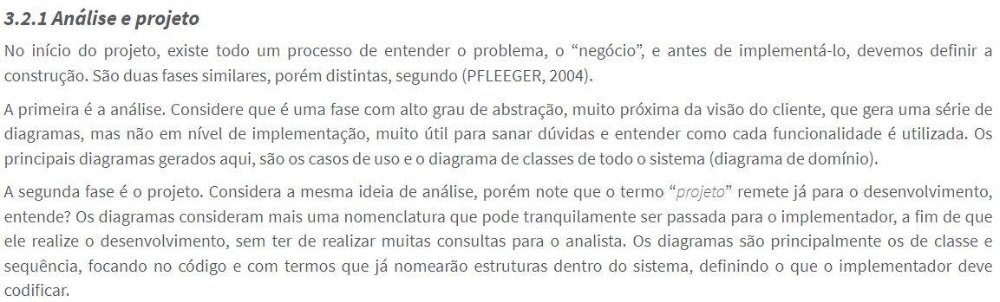 3.2.1 Análise e projeto
No início do projeto, existe todo um processo de entender o problema, o “negócio”, e antes de implementá-lo, devemos definir a
construção. São duas fases similares, porém distintas, segundo (PFLEEGER, 2004).
A primeira é a análise. Considere que é uma fase com alto grau de abstração, muito próxima da visão do cliente, que gera uma série de
diagramas, mas não em nível de implementação, muito útil para sanar dúvidas e entender como cada funcionalidade é utilizada. Os
principais diagramas gerados aqui, são os casos de uso e o diagrama de classes de todo o sistema (diagrama de domínio).
A segunda fase é o projeto. Considera a mesma ideia de análise, porém note que o termo “projeto” remete já para o desenvolvimento,
entende? Os diagramas consideram mais uma nomenclatura que pode tranquilamente ser passada para o implementador, a fim de que
ele realize o desenvolvimento, sem ter de realizar muitas consultas para o analista. Os diagramas são principalmente os de classe e
sequência, focando no código e com termos que já nomearão estruturas dentro do sistema, definindo o que o implementador deve
codificar.